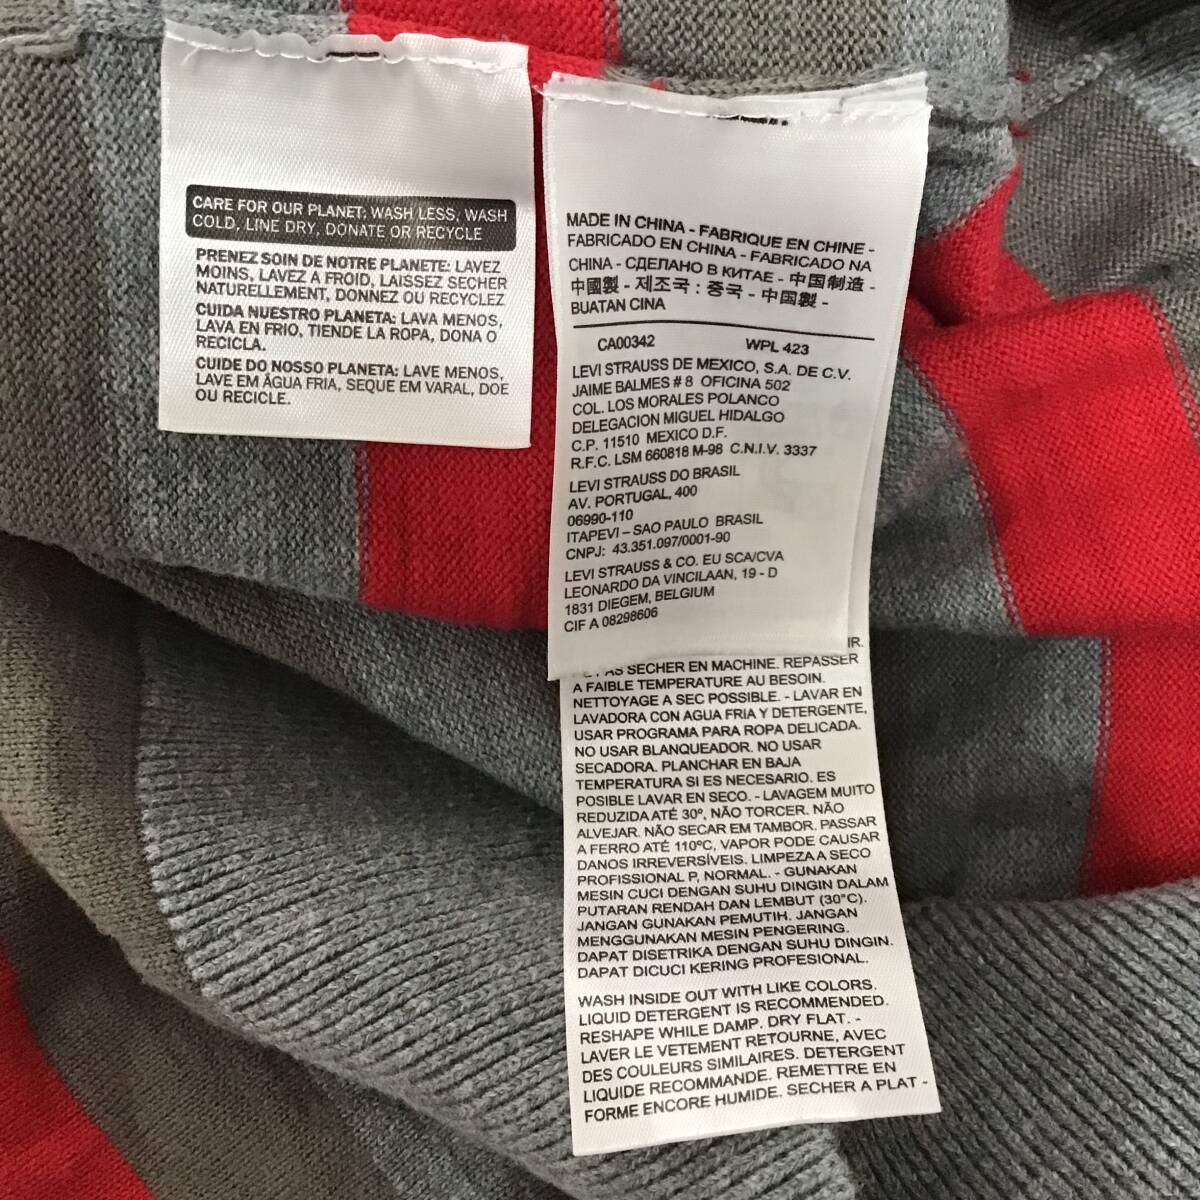 CARE FOR OUR PLANET: WASH LESS, WASH
COLD, LINE DRY, DONATE OR RECYCLE
PRENEZ SOIN DE NOTRE PLANETE: LAVEZ
MOINS, LAVEZ A FROID, LAISSEZ SECHER
NATURELLEMENT, DONNEZ OU RECYCLEZ
CUIDA NUESTRO PLANETA: LAVA MENOS,
LAVA EN FRIO, TIENDE LA ROPA, DONA O
RECICLA.
CUIDE DO NOSSO PLANETA: LAVE MENOS,
LAVE EM ÁGUA FRIA, SEQUE EM VARAL, DOE
OU RECICLE.
MADE IN CHINA - FABRIQUE EN CHINE -
FABRICADO EN CHINA - FABRICADO NA
CHINA - СДЕЛАНО В КИТАЕ - 中国制造 -
中國製 - 제조국 : 중국 - 中国製 -
BUATAN CINA
CA00342 WPL 423
LEVI STRAUSS DE MEXICO, S.A. DE C.V.
JAIME BALMES # 8 OFICINA 502
COL. LOS MORALES POLANCO
DELEGACION MIGUEL HIDALGO
C.P. 11510 MEXICO D.F.
R.F.C. LSM 660818 M-98 C.N.I.V. 3337
LEVI STRAUSS DO BRASIL
AV. PORTUGAL, 400
06990-110
ITAPEVI – SAO PAULO BRASIL
CNPJ: 43.351.097/0001-90
LEVI STRAUSS & CO. EU SCA/CVA
LEONARDO DA VINCILAAN, 19 - D
1831 DIEGEM, BELGIUM
CIF A 08298606
IR.
PAS SECHER EN MACHINE. REPASSER
A FAIBLE TEMPERATURE AU BESOIN.
NETTOYAGE A SEC POSSIBLE. - LAVAR EN
LAVADORA CON AGUA FRIA Y DETERGENTE,
USAR PROGRAMA PARA ROPA DELICADA.
NO USAR BLANQUEADOR. NO USAR
SECADORA. PLANCHAR EN BAJA
TEMPERATURA SI ES NECESARIO. ES
POSIBLE LAVAR EN SECO. - LAVAGEM MUITO
REDUZIDA ATÉ 30º, NÃO TORCER. NÃO
ALVEJAR. NÃO SECAR EM TAMBOR. PASSAR
A FERRO ATÉ 110ºC, VAPOR PODE CAUSAR
DANOS IRREVERSÍVEIS. LIMPEZA A SECO
PROFISSIONAL P, NORMAL. - GUNAKAN
MESIN CUCI DENGAN SUHU DINGIN DALAM
PUTARAN RENDAH DAN LEMBUT (30°C).
JANGAN GUNAKAN PEMUTIH. JANGAN
MENGGUNAKAN MESIN PENGERING.
DAPAT DISETRIKA DENGAN SUHU DINGIN.
DAPAT DICUCI KERING PROFESIONAL.
WASH INSIDE OUT WITH LIKE COLORS.
LIQUID DETERGENT IS RECOMMENDED.
RESHAPE WHILE DAMP. DRY FLAT. -
LAVER LE VETEMENT RETOURNE, AVEC
DES COULEURS SIMILAIRES. DETERGENT
LIQUIDE RECOMMANDE. REMETTRE EN
FORME ENCORE HUMIDE. SECHER A PLAT -